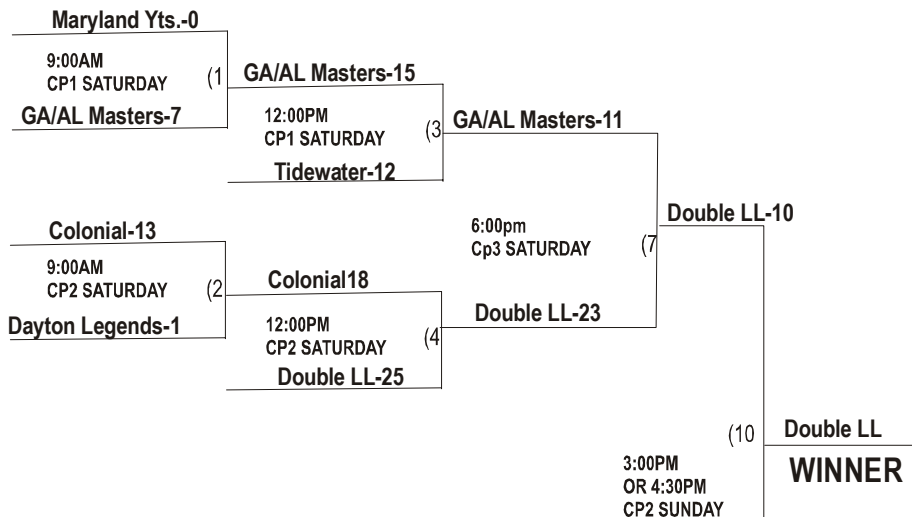 Maryland Yts.-0
9:00AM
CP1 SATURDAY
(1
GA/AL Masters-7
GA/AL Masters-15
12:00PM
CP1 SATURDAY
(3
Tidewater-12
GA/AL Masters-11
Colonial-13
9:00AM
CP2 SATURDAY
(2
Dayton Legends-1
Colonial18
12:00PM
CP2 SATURDAY
(4
Double LL-25
6:00pm
Cp3 SATURDAY
(7
Double LL-23
Double LL-10
(10
3:00PM
OR 4:30PM
CP2 SUNDAY
Double LL
WINNER